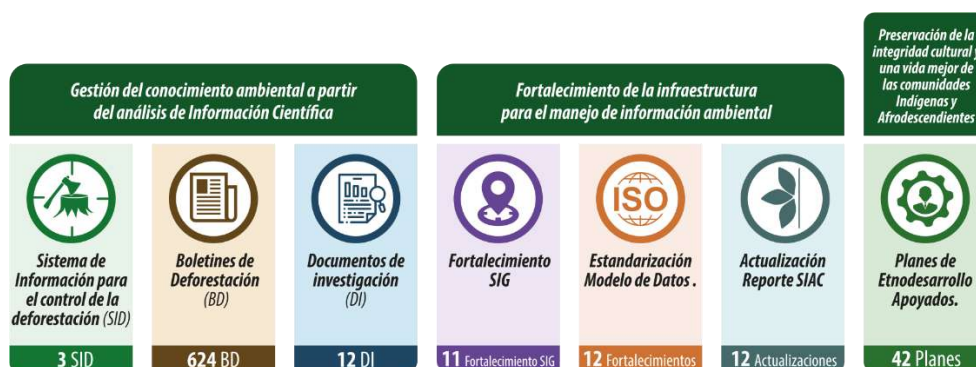 Gestión del conocimiento ambiental a partir
del análisis de Información Científica
Fortalecimiento de la infraestructura
para el manejo de información ambiental
Preservación de la
integridad cultural y
una vida mejor de
las comunidades
Indígenas y
Afrodescendientes
Sistema de
Información para
el control de la
deforestación (SID)
3 SID
Boletines de
Deforestación
(BD)
624 BD
Documentos de
investigación
(DI)
12 DI
Fortalecimiento
SIG
11 Fortalecimiento SIG
ISO
Estandarización
Modelo de Datos .
12 Fortalecimientos
Actualización
Reporte SIAC
12 Actualizaciones
Planes de
Etnodesarrollo
Apoyados.
42 Planes